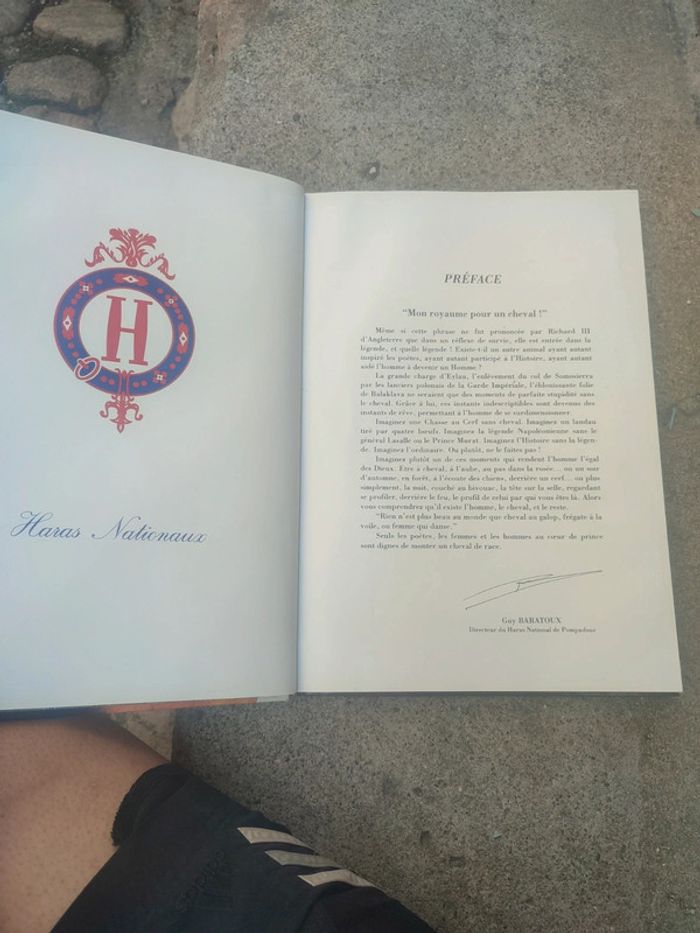 H
Haras Nationaux
PRÉFACE
"Mon royaume pour un cheval !"
Même si cette phrase ne fut prononcée par Richard III
d'Angleterre que dans un réflexe de survie, elle est entrée dans la
légende, et quelle légende ! Existe-t-il un autre animal ayant autant
inspiré les poètes, ayant autant participé à l'Histoire, ayant autant
aidé l'homme à devenir un Homme ?
La grande charge d'Eylau, l'enlèvement du col de Somosierra
par les lanciers polonais de la Garde Impériale, l'éblouissante folie
de Balaklava ne seraient que des moments de parfaite stupidité sans
le cheval. Grâce à lui, ces instants indescriptibles sont devenus des
instants de rêve, permettant à l'homme de se surdimensionner.
Imaginez une Chasse au Cerf sans cheval. Imaginez un landau
tiré par quatre bœufs. Imaginez la légende Napoléonienne sans le
général Lasalle ou le Prince Murat. Imaginez l'Histoire sans la légen-
de. Imaginez l'ordinaire. Ou plutôt, ne le faites pas !
Imaginez plutôt un de ces moments qui rendent l'homme l'égal
des Dieux. Etre à cheval, à l'aube, au pas dans la rosée... ou un soir
d'automne, en forêt, à l'écoute des chiens, derrière un cerf... ou plus
simplement, la nuit, couché au bivouac, la tête sur la selle, regardant
se profiler, derrière le feu, le profil de celui par qui vous êtes là. Alors
vous comprendrez qu'il existe l'homme, le cheval, et le reste.
"Rien n'est plus beau au monde que cheval au galop, frégate à la
voile, ou femme qui danse."
Seuls les poètes, les femmes et les hommes au cœur de prince
sont dignes de monter un cheval de race.
Guy BARATOUX
Directeur du Haras National de Pompadour
adidas